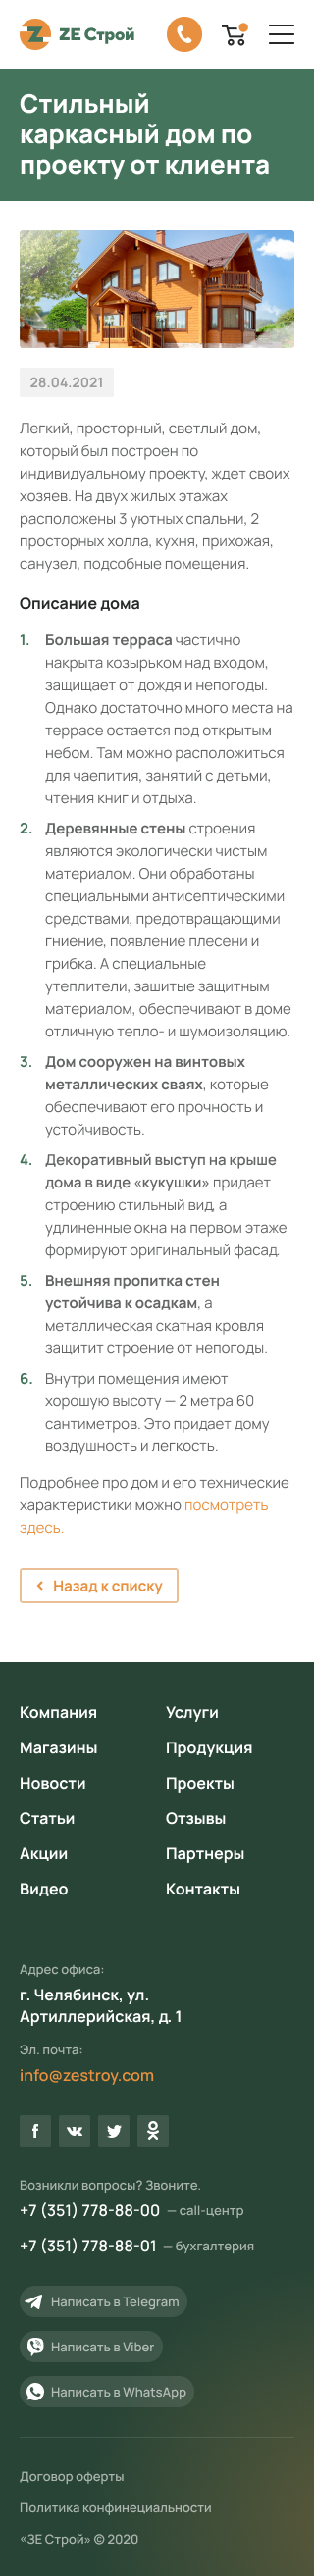 ZE Строй
Стильный
каркасный дом по
проекту от клиента
28.04.2021
Легкий, просторный, светлый дом,
который был построен по
индивидуальному проекту, ждет своих
хозяев. На двух жилых этажах
расположены 3 уютных спальни, 2
просторных холла, кухня, прихожая,
санузел, подсобные помещения.
Описание дома
1. Большая терраса частично
накрыта козырьком над входом,
защищает от дождя и непогоды.
Однако достаточно много места на
террасе остается под открытым
небом. Там можно расположиться
для чаепития, занятий с детьми,
чтения книг и отдыха.
2. Деревянные стены строения
являются экологически чистым
материалом. Они обработаны
специальными антисептическими
средствами, предотвращающими
гниение, появление плесени и
грибка. А специальные
утеплители, зашитые защитным
материалом, обеспечивают в доме
отличную тепло- и шумоизоляцию.
3. Дом сооружен на винтовых
металлических сваях, которые
обеспечивают его прочность и
устойчивость.
4. Декоративный выступ на крыше
дома в виде «кукушки» придает
строению стильный вид, а
удлиненные окна на первом этаже
формируют оригинальный фасад.
5. Внешняя пропитка стен
устойчива к осадкам, а
металлическая скатная кровля
защитит строение от непогоды.
6. Внутри помещения имеют
хорошую высоту — 2 метра 60
сантиметров. Это придает дому
воздушность и легкость.
Подробнее про дом и его технические
характеристики можно посмотреть
здесь.
Назад к списку
Компания Услуги
Магазины Продукция
Новости Проекты
Статьи Отзывы
Акции Партнеры
Видео Контакты
Адрес офиса:
г. Челябинск, ул.
Артиллерийская, д. 1
Эл. почта:
info@zestroy.com
Возникли вопросы? Звоните.
+7 (351) 778-88-00 — call-центр
+7 (351) 778-88-01 — бухгалтерия
Написать в Telegram
Написать в Viber
Написать в WhatsApp
Договор оферты
Политика конфинециальности
«ЗЕ Строй» © 2020